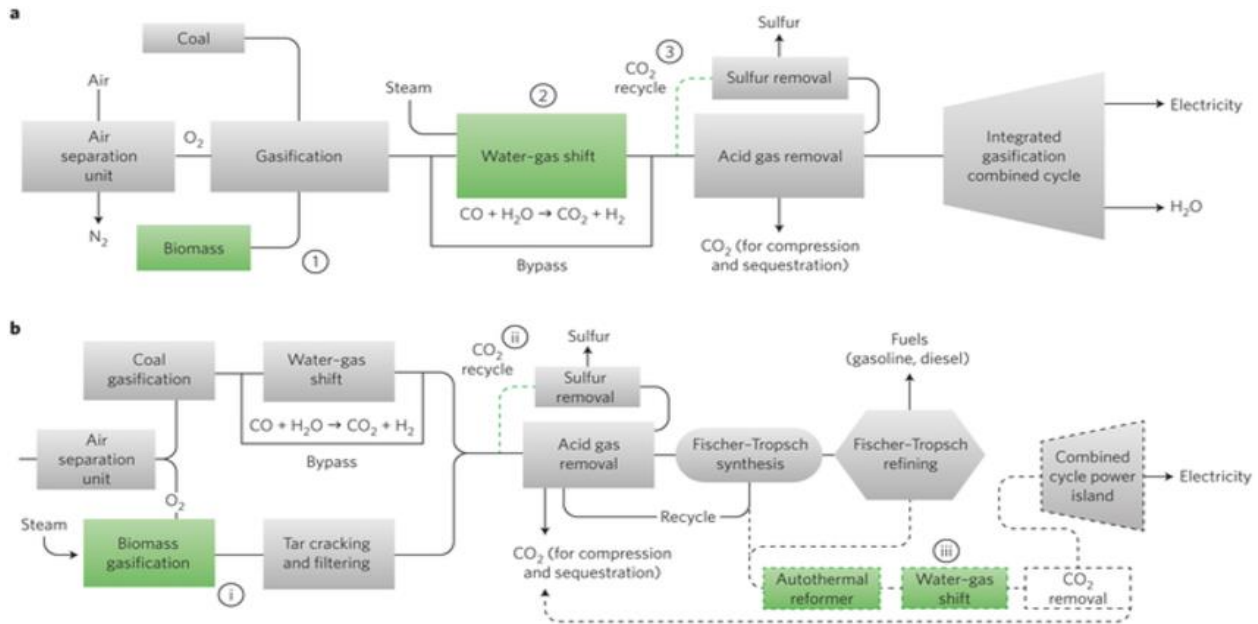 a
Coal
Air
Air
separation
unit
O₂
N₂
Gasification
Biomass
①
Steam
②
Water–gas shift
CO + H₂O → CO₂ + H₂
Bypass
CO₂
recycle
③
Sulfur
Sulfur removal
Acid gas removal
CO₂ (for compression
and sequestration)
Integrated
gasification
combined cycle
Electricity
H₂O
b
Coal
gasification
Water–gas
shift
CO + H₂O → CO₂ + H₂
Bypass
Air
separation
unit
O₂
Steam
Biomass
gasification
i
Tar cracking
and filtering
CO₂
recycle
ii
Sulfur
Sulfur
removal
Acid gas
removal
Recycle
CO₂ (for compression
and sequestration)
Fischer–Tropsch
synthesis
Fuels
(gasoline, diesel)
Fischer–Tropsch
refining
Combined
cycle power
island
Electricity
iii
Autothermal
reformer
Water–gas
shift
CO₂
removal